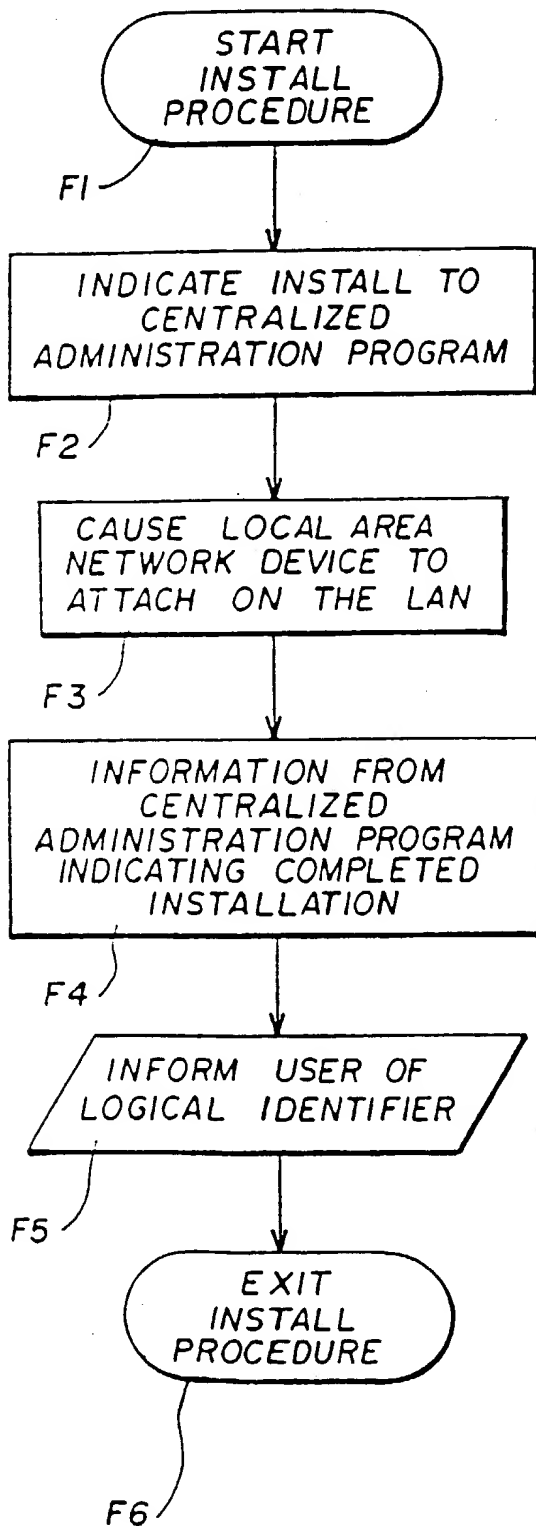 START
INSTALL
PROCEDURE
F1
INDICATE INSTALL TO
CENTRALIZED
ADMINISTRATION PROGRAM
F2
CAUSE LOCAL AREA
NETWORK DEVICE TO
ATTACH ON THE LAN
F3
INFORMATION FROM
CENTRALIZED
ADMINISTRATION PROGRAM
INDICATING COMPLETED
INSTALLATION
F4
INFORM USER OF
LOGICAL IDENTIFIER
F5
EXIT
INSTALL
PROCEDURE
F6